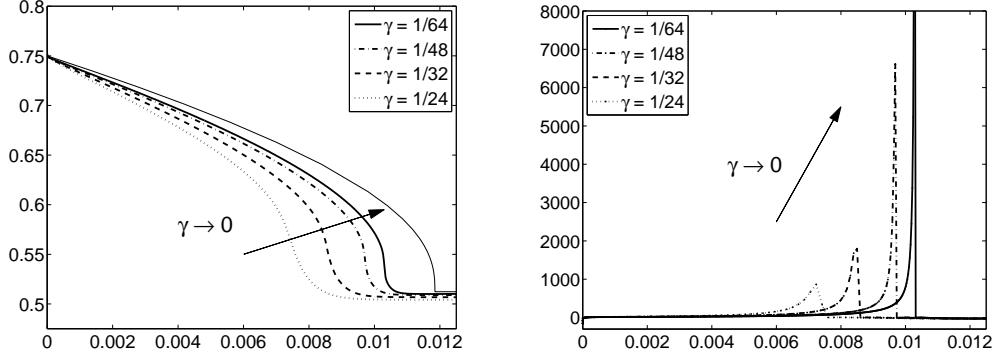 0.8
0.75
0.7
0.65
0.6
0.55
0.5
γ = 1/64
γ = 1/48
γ = 1/32
γ = 1/24
γ → 0
0 0.002 0.004 0.006 0.008 0.01 0.012
8000
7000
6000
5000
4000
3000
2000
1000
0
γ = 1/64
γ = 1/48
γ = 1/32
γ = 1/24
γ → 0
0 0.002 0.004 0.006 0.008 0.01 0.012